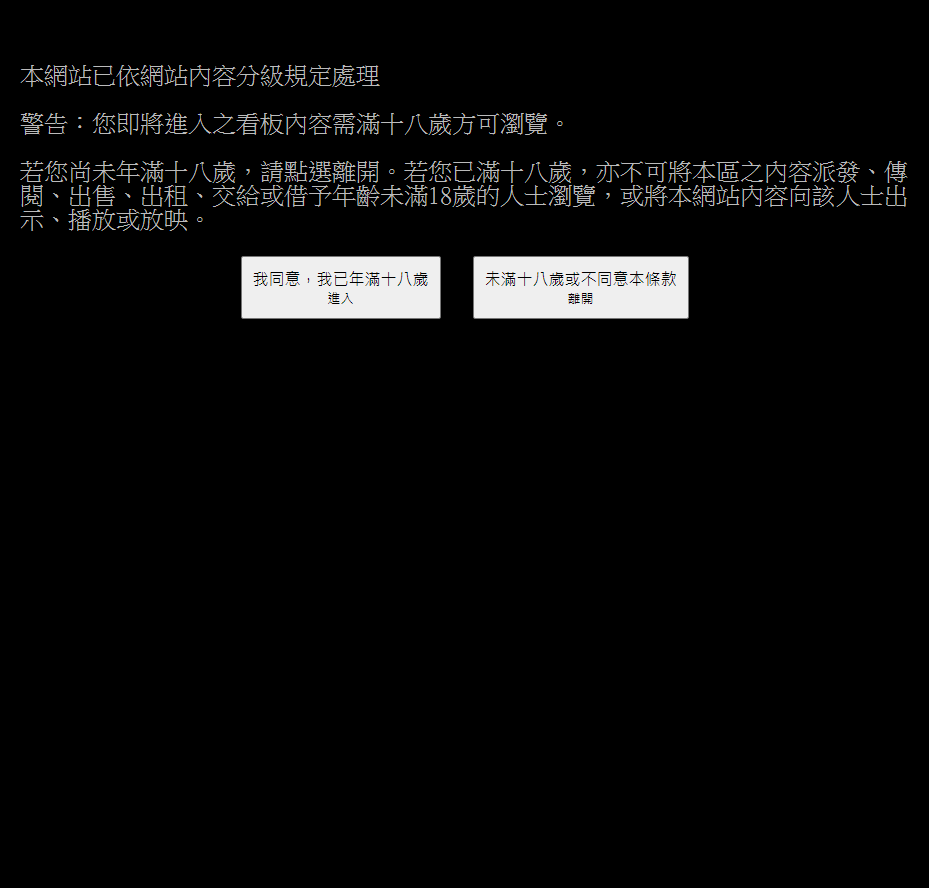 本網站已依網站內容分級規定處理
警告：您即將進入之看板內容需滿十八歲方可瀏覽。
若您尚未年滿十八歲，請點選離開。若您已滿十八歲，亦不可將本區之內容派發、傳
閱、出售、出租、交給或借予年齡未滿18歲的人士瀏覽，或將本網站內容向該人士出
示、播放或放映。
我同意，我已年滿十八歲
進入
未滿十八歲或不同意本條款
離開